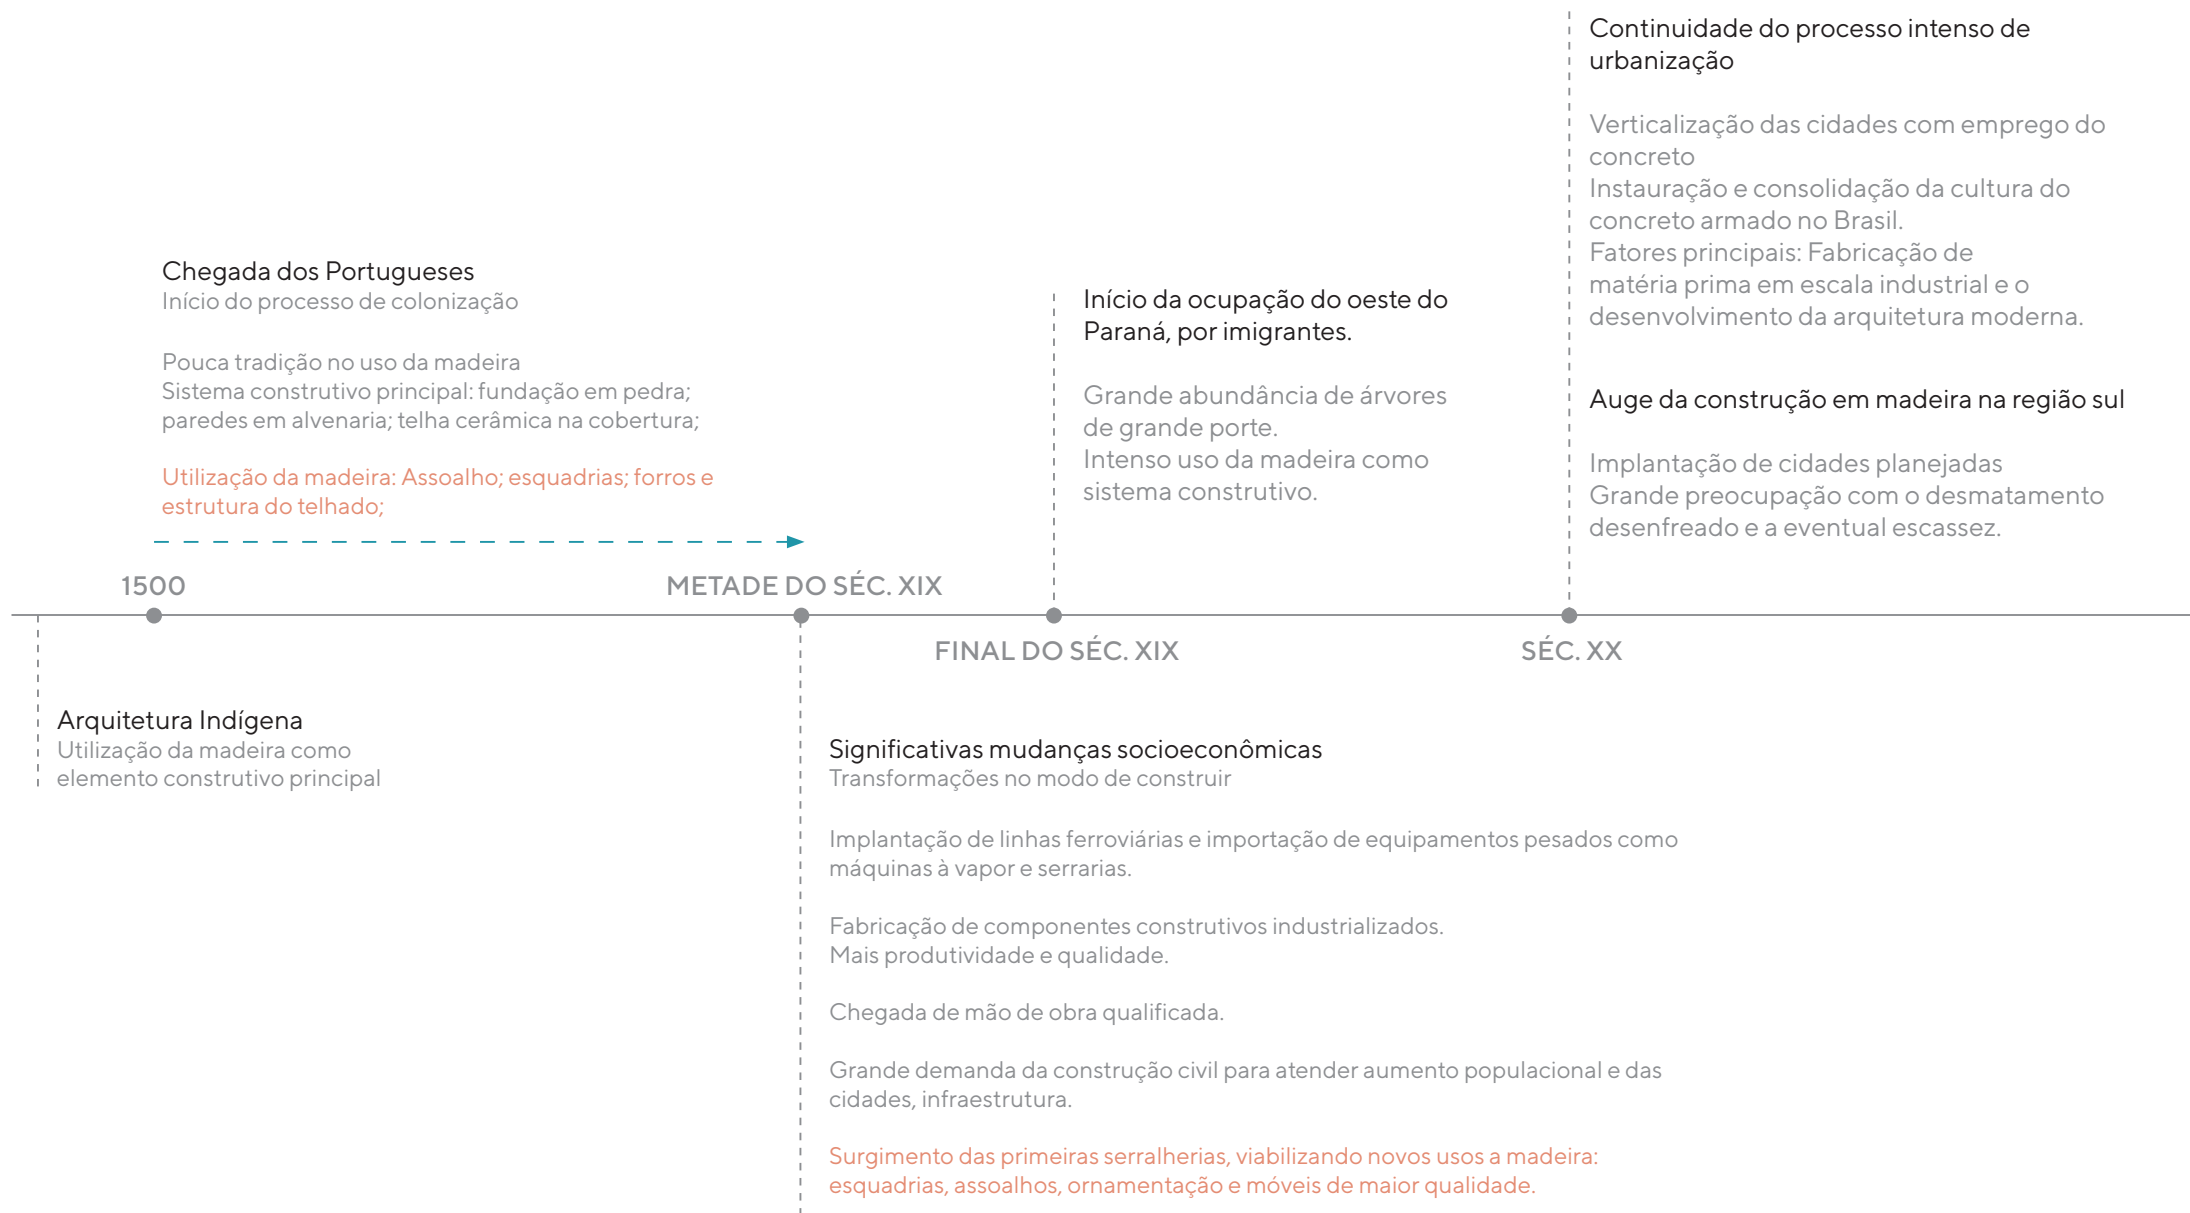 Continuidade do processo intenso de
urbanização
Verticalização das cidades com emprego do
concreto
Instauração e consolidação da cultura do
concreto armado no Brasil.
Fatores principais: Fabricação de
matéria prima em escala industrial e o
desenvolvimento da arquitetura moderna.
Chegada dos Portugueses
Início do processo de colonização
Pouca tradição no uso da madeira
Sistema construtivo principal: fundação em pedra;
paredes em alvenaria; telha cerâmica na cobertura;
Utilização da madeira: Assoalho; esquadrias; forros e
estrutura do telhado;
Início da ocupação do oeste do
Paraná, por imigrantes.
Grande abundância de árvores
de grande porte.
Intenso uso da madeira como
sistema construtivo.
Auge da construção em madeira na região sul
Implantação de cidades planejadas
Grande preocupação com o desmatamento
desenfreado e a eventual escassez.
1500
METADE DO SÉC. XIX
FINAL DO SÉC. XIX
SÉC. XX
Arquitetura Indígena
Utilização da madeira como
elemento construtivo principal
Significativas mudanças socioeconômicas
Transformações no modo de construir
Implantação de linhas ferroviárias e importação de equipamentos pesados como
máquinas à vapor e serrarias.
Fabricação de componentes construtivos industrializados.
Mais produtividade e qualidade.
Chegada de mão de obra qualificada.
Grande demanda da construção civil para atender aumento populacional e das
cidades, infraestrutura.
Surgimento das primeiras serralherias, viabilizando novos usos a madeira:
esquadrias, assoalhos, ornamentação e móveis de maior qualidade.